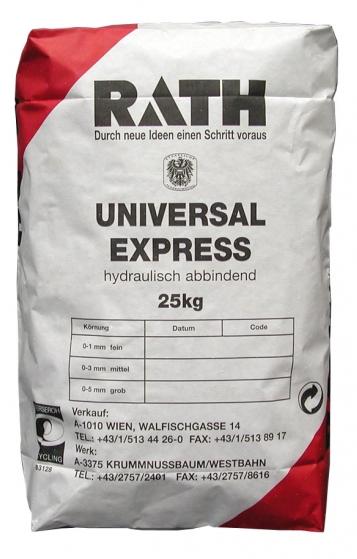 RATH
Durch neue Ideen einen Schritt voraus
UNIVERSAL
EXPRESS
hydraulisch abbindend
25kg
Körnung Datum Code
0-1 mm fein
0-3 mm mittel
0-5 mm grob
Verkauf:
A-1010 WIEN, WALFISCHGASSE 14
TEL.: +43/1/513 44 26-0 FAX: +43/1/513 89 17
Werk:
A-3375 KRUMMNUSSBAUM/WESTBAHN
TEL.: +43/2757/2401 FAX: +43/2757/8616